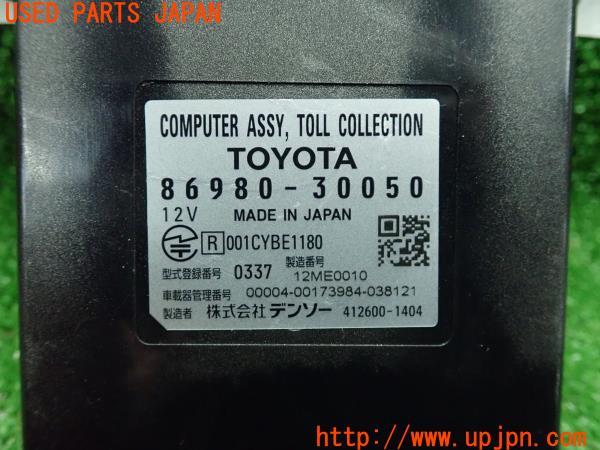 USED PARTS JAPAN
COMPUTER ASSY, TOLL COLLECTION
TOYOTA
86980-30050
12V MADE IN JAPAN
R 001CYBE1180
型式登録番号 0337 製造番号 12ME0010
車載器管理番号 00004-00173984-038121
製造者 株式会社 デンソー 412600-1404
http://www.upjpn.com